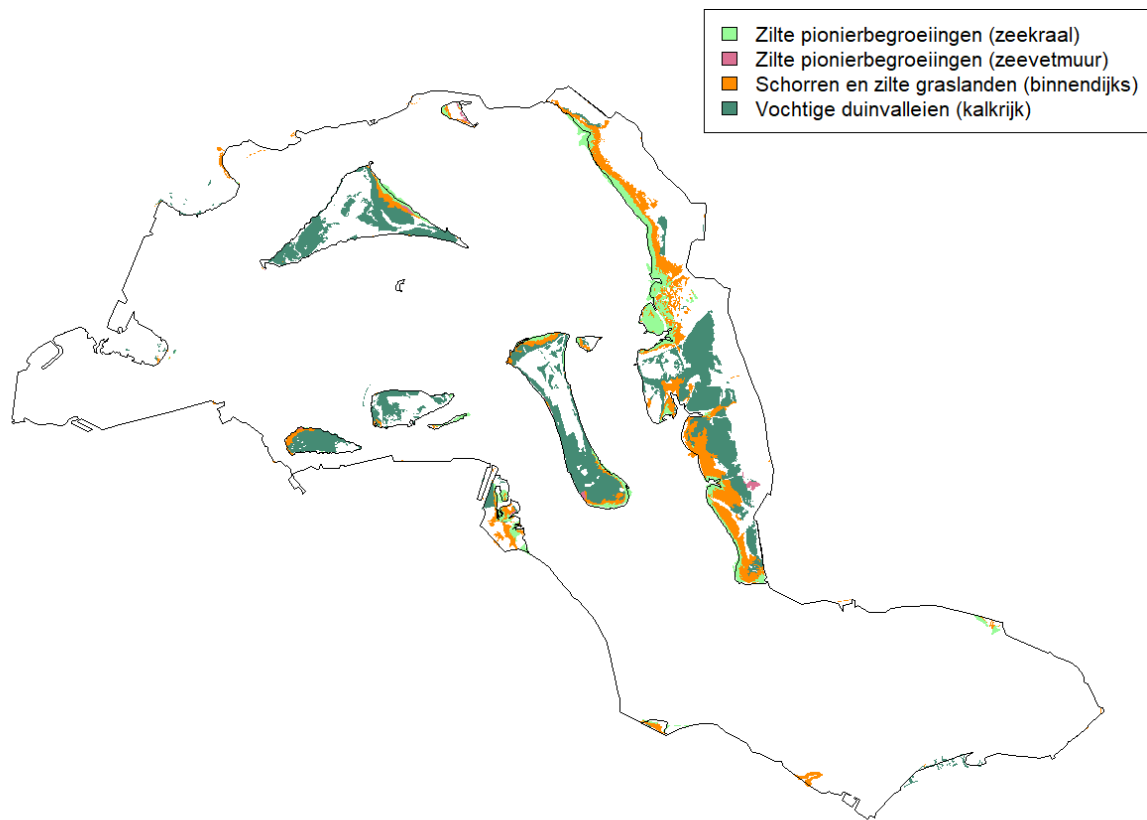 Zilte pionierbegroeiingen (zeekraal)
Zilte pionierbegroeiingen (zeevetmuur)
Schorren en zilte graslanden (binnendijks)
Vochtige duinvalleien (kalkrijk)